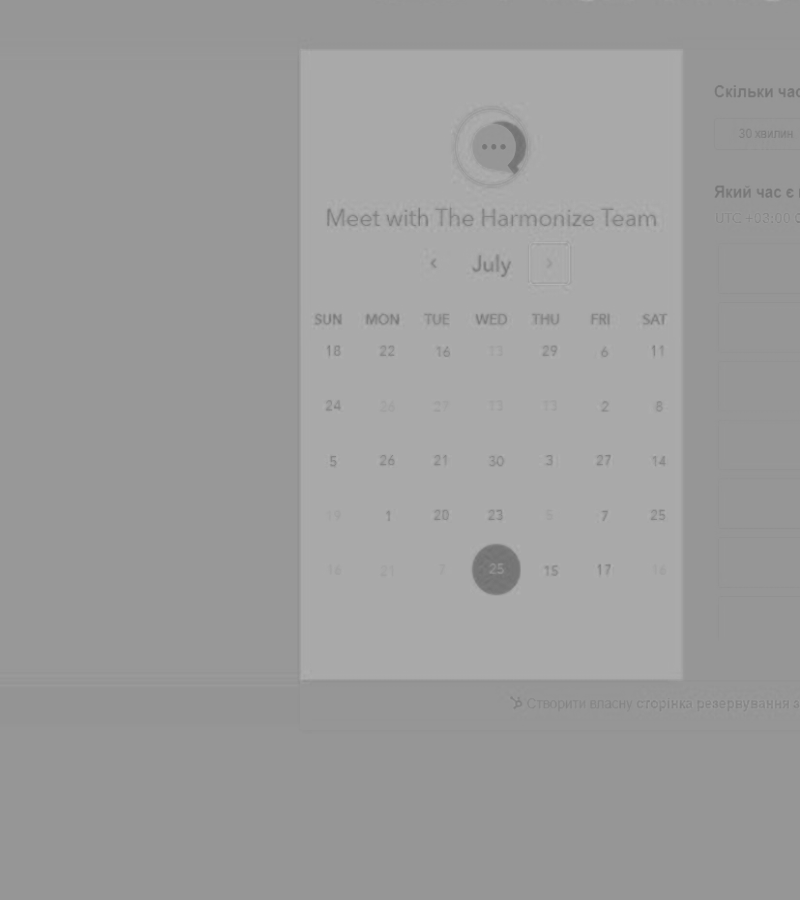 Meet with The Harmonize Team
July
SUN MON TUE WED THU FRI SAT
18 22 16 13 29 6 11
24 26 27 13 13 2 8
5 26 21 30 3 27 14
19 1 20 23 5 7 25
16 21 7 25 15 17 16
Скільки час
30 хвилин
Який час є
UTC +03:00
Створити власну сторінка резервування